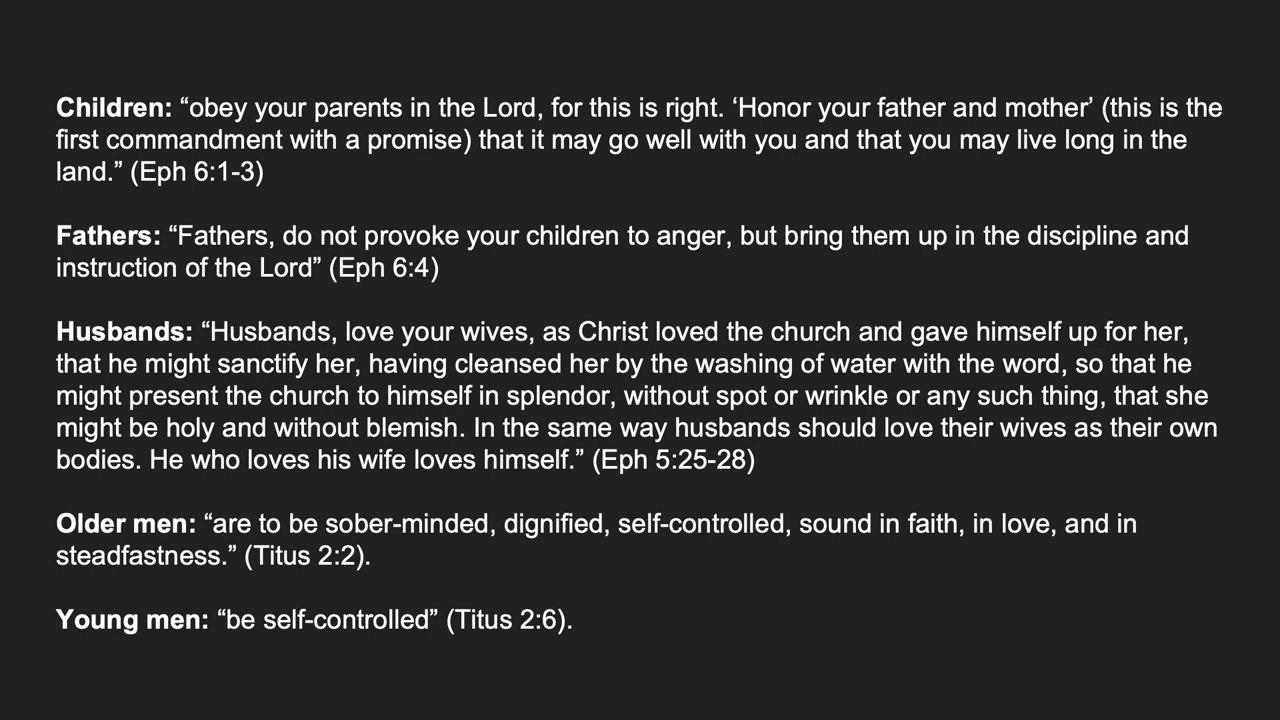 Children: “obey your parents in the Lord, for this is right. ‘Honor your father and mother’ (this is the
first commandment with a promise) that it may go well with you and that you may live long in the
land.” (Eph 6:1-3)
Fathers: “Fathers, do not provoke your children to anger, but bring them up in the discipline and
instruction of the Lord” (Eph 6:4)
Husbands: “Husbands, love your wives, as Christ loved the church and gave himself up for her,
that he might sanctify her, having cleansed her by the washing of water with the word, so that he
might present the church to himself in splendor, without spot or wrinkle or any such thing, that she
might be holy and without blemish. In the same way husbands should love their wives as their own
bodies. He who loves his wife loves himself.” (Eph 5:25-28)
Older men: “are to be sober-minded, dignified, self-controlled, sound in faith, in love, and in
steadfastness.” (Titus 2:2).
Young men: “be self-controlled” (Titus 2:6).